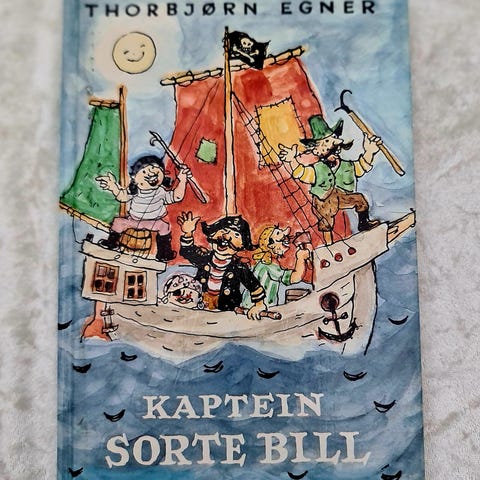 THORBJØRN EGNER
KAPTEIN
SORTE BILL